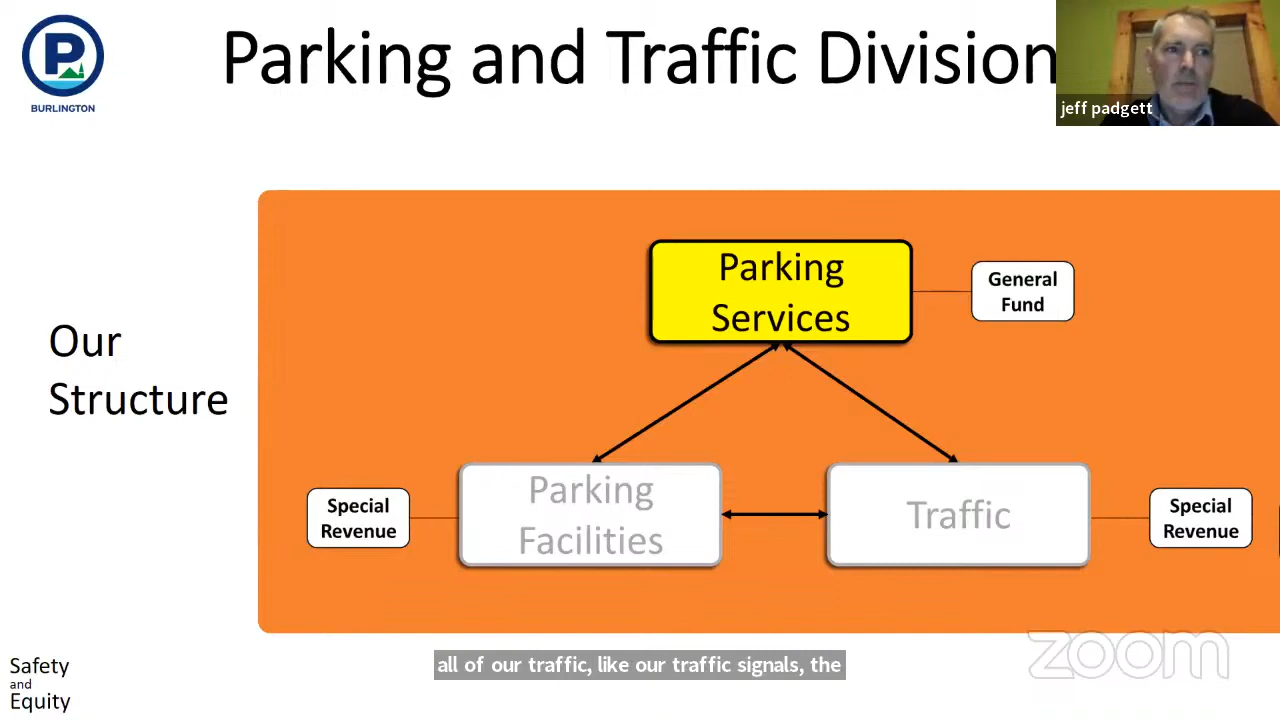 P
BURLINGTON
Parking and Traffic Division
jeff padgett
Our
Structure
Parking
Services
General
Fund
Special
Revenue
Parking
Facilities
Traffic
Special
Revenue
Safety
and
Equity
all of our traffic, like our traffic signals, the
zoom